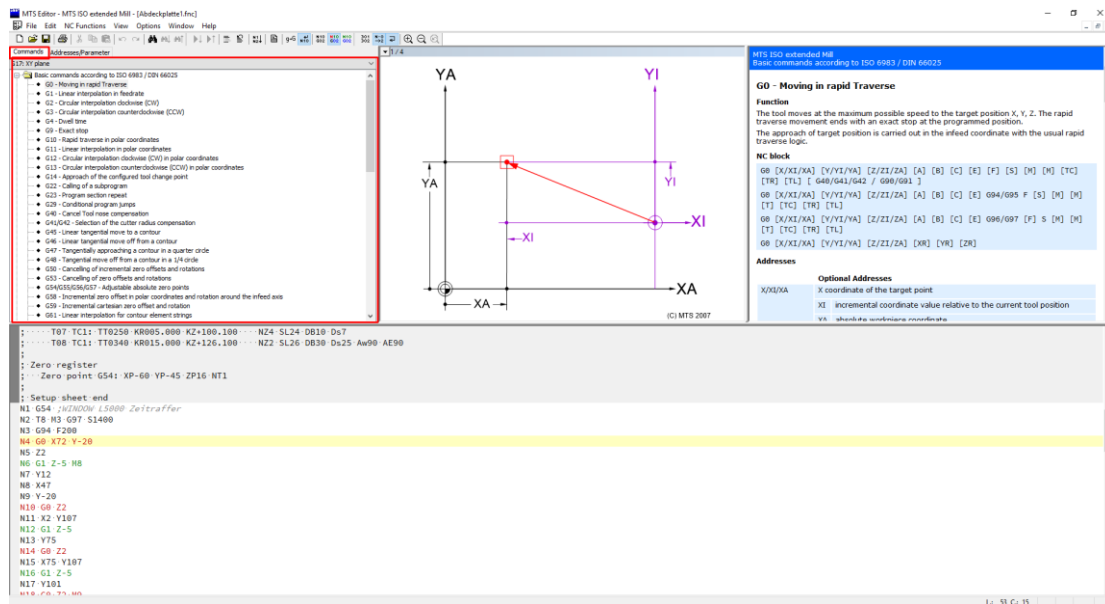 MTS Editor - MTS ISO extended Mill - [Abdeckplatte1.fnc]
File Edit NC Functions View Options Window Help
Commands Addresses/Parameter
G17: XY plane
Basic commands according to ISO 6983 / DIN 66025
G0 - Moving in rapid Traverse
G1 - Linear interpolation in feedrate
G2 - Circular interpolation clockwise (CW)
G3 - Circular interpolation counterclockwise (CCW)
G4 - Dwell time
G9 - Exact stop
G10 - Rapid traverse in polar coordinates
G11 - Linear interpolation in polar coordinates
G12 - Circular interpolation clockwise (CW) in polar coordinates
G13 - Circular interpolation counterclockwise (CCW) in polar coordinates
G14 - Approach of the configured tool change point
G22 - Calling of a subprogram
G23 - Program section repeat
G29 - Conditional program jumps
G40 - Cancel Tool nose compensation
G41/G42 - Selection of the cutter radius compensation
G45 - Linear tangential move to a contour
G46 - Linear tangential move off from a contour
G47 - Tangentially approaching a contour in a quarter circle
G48 - Tangential move off from a contour in a 1/4 circle
G50 - Cancelling of incremental zero offsets and rotations
G53 - Cancelling of zero offsets and rotations
G54/G55/G56/G57 - Adjustable absolute zero points
G58 - Incremental zero offset in polar coordinates and rotation around the infeed axis
G59 - Incremental cartesian zero offset and rotation
G61 - Linear interpolation for contour element strings
1 / 4
YA YI
YA YI
XI
XI
XA
XA
(C) MTS 2007
MTS ISO extended Mill
Basic commands according to ISO 6983 / DIN 66025
G0 - Moving in rapid Traverse
Function
The tool moves at the maximum possible speed to the target position X, Y, Z. The rapid
traverse movement ends with an exact stop at the programmed position.
The approach of target position is carried out in the infeed coordinate with the usual rapid
traverse logic.
NC block
G0 [X/XI/XA] [Y/YI/YA] [Z/ZI/ZA] [A] [B] [C] [E] [F] [S] [M] [M] [TC]
[TR] [TL] [ G40/G41/G42 / G90/G91 ]
G0 [X/XI/XA] [Y/YI/YA] [Z/ZI/ZA] [A] [B] [C] [E] G94/G95 F [S] [M] [M]
[T] [TC] [TR] [TL]
G0 [X/XI/XA] [Y/YI/YA] [Z/ZI/ZA] [A] [B] [C] [E] G96/G97 [F] S [M] [M]
[T] [TC] [TR] [TL]
G0 [X/XI/XA] [Y/YI/YA] [Z/ZI/ZA] [XR] [YR] [ZR]
Addresses
Optional Addresses
X/XI/XA X coordinate of the target point
XI incremental coordinate value relative to the current tool position
XA absolute workpiece coordinate
;·····T07·TC1:·TT0250·KR005.000·KZ+100.100····NZ4·SL24·DB10·Ds7
;·····T08·TC1:·TT0340·KR015.000·KZ+126.100····NZ2·SL26·DB30·Ds25·Aw90·AE90
;
;·Zero·register
;···Zero·point·G54:·XP-60·YP-45·ZP16·NT1
;
;·Setup·sheet·end
N1·G54·;WINDOW·LS000·Zeitraffer
N2·T8·M3·G97·S1400
N3·G94·F200
N4·G0·X72·Y-20
N5·Z2
N6·G1·Z-5·M8
N7·Y12
N8·X47
N9·Y-20
N10·G0·Z2
N11·X2·Y107
N12·G1·Z-5
N13·Y75
N14·G0·Z2
N15·X75·Y107
N16·G1·Z-5
N17·Y101
N18·G0·Z2·M9
L: 53 C: 15